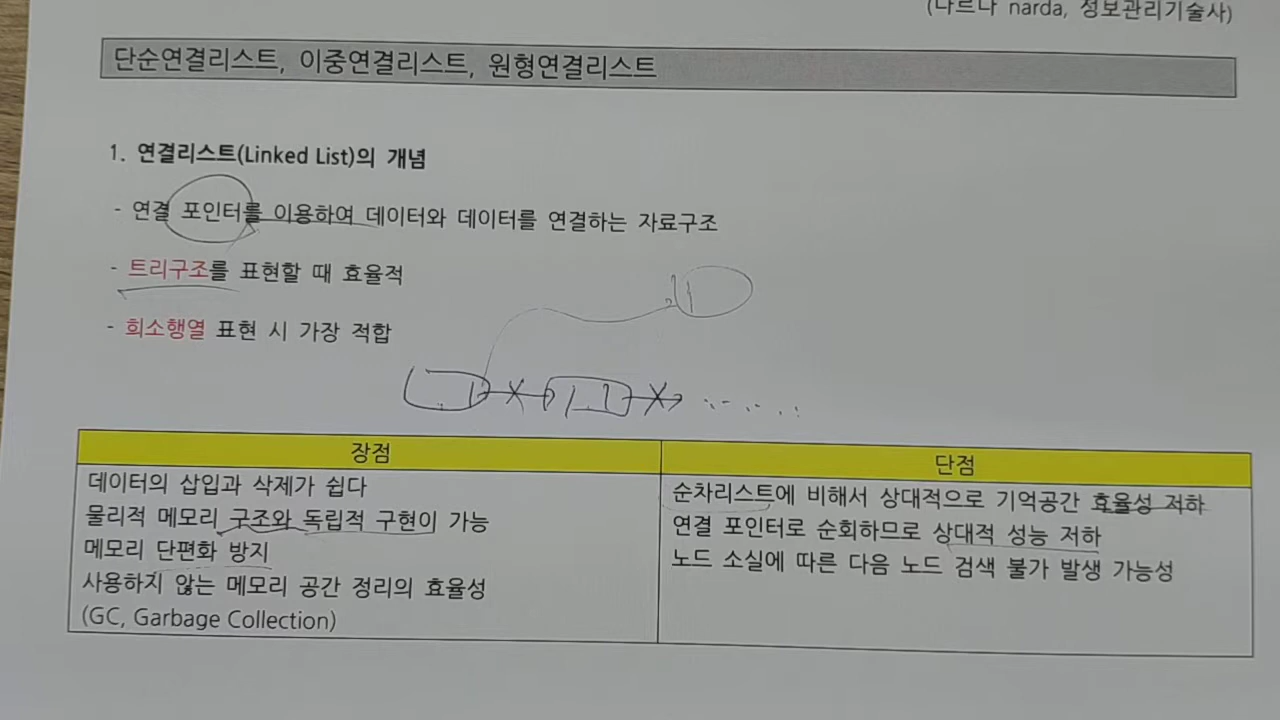 (나르나 narda, 정보관리기술사)
단순연결리스트, 이중연결리스트, 원형연결리스트
1. 연결리스트(Linked List)의 개념
- 연결 포인터를 이용하여 데이터와 데이터를 연결하는 자료구조
- 트리구조를 표현할 때 효율적
- 희소행열 표현 시 가장 적합
장점
데이터의 삽입과 삭제가 쉽다
물리적 메모리 구조와 독립적 구현이 가능
메모리 단편화 방지
사용하지 않는 메모리 공간 정리의 효율성
(GC, Garbage Collection)
단점
순차리스트에 비해서 상대적으로 기억공간 효율성 저하
연결 포인터로 순회하므로 상대적 성능 저하
노드 소실에 따른 다음 노드 검색 불가 발생 가능성